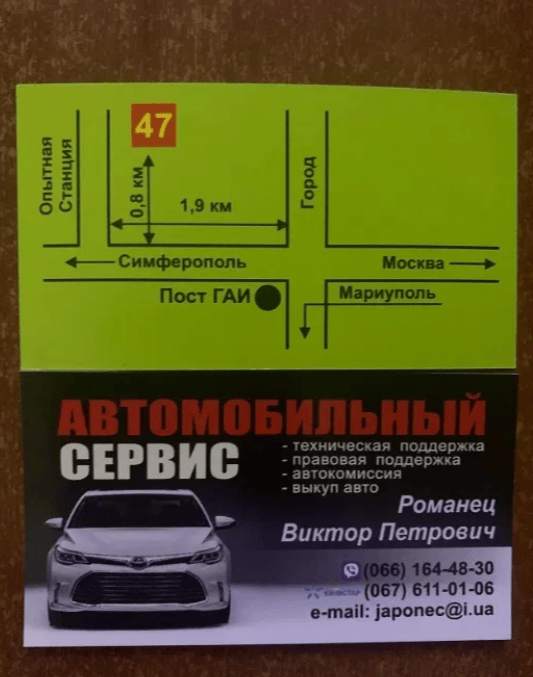 47
Опытная
Станция
0,8 км
1,9 км
Город
Симферополь
Москва
Пост ГАИ
Мариуполь
АВТОМОБИЛЬНЫЙ
СЕРВИС
- техническая поддержка
- правовая поддержка
- автокомиссия
- выкуп авто
Романец
Виктор Петрович
(066) 164-48-30
КИЇВСТАР (067) 611-01-06
e-mail: japonec@i.ua